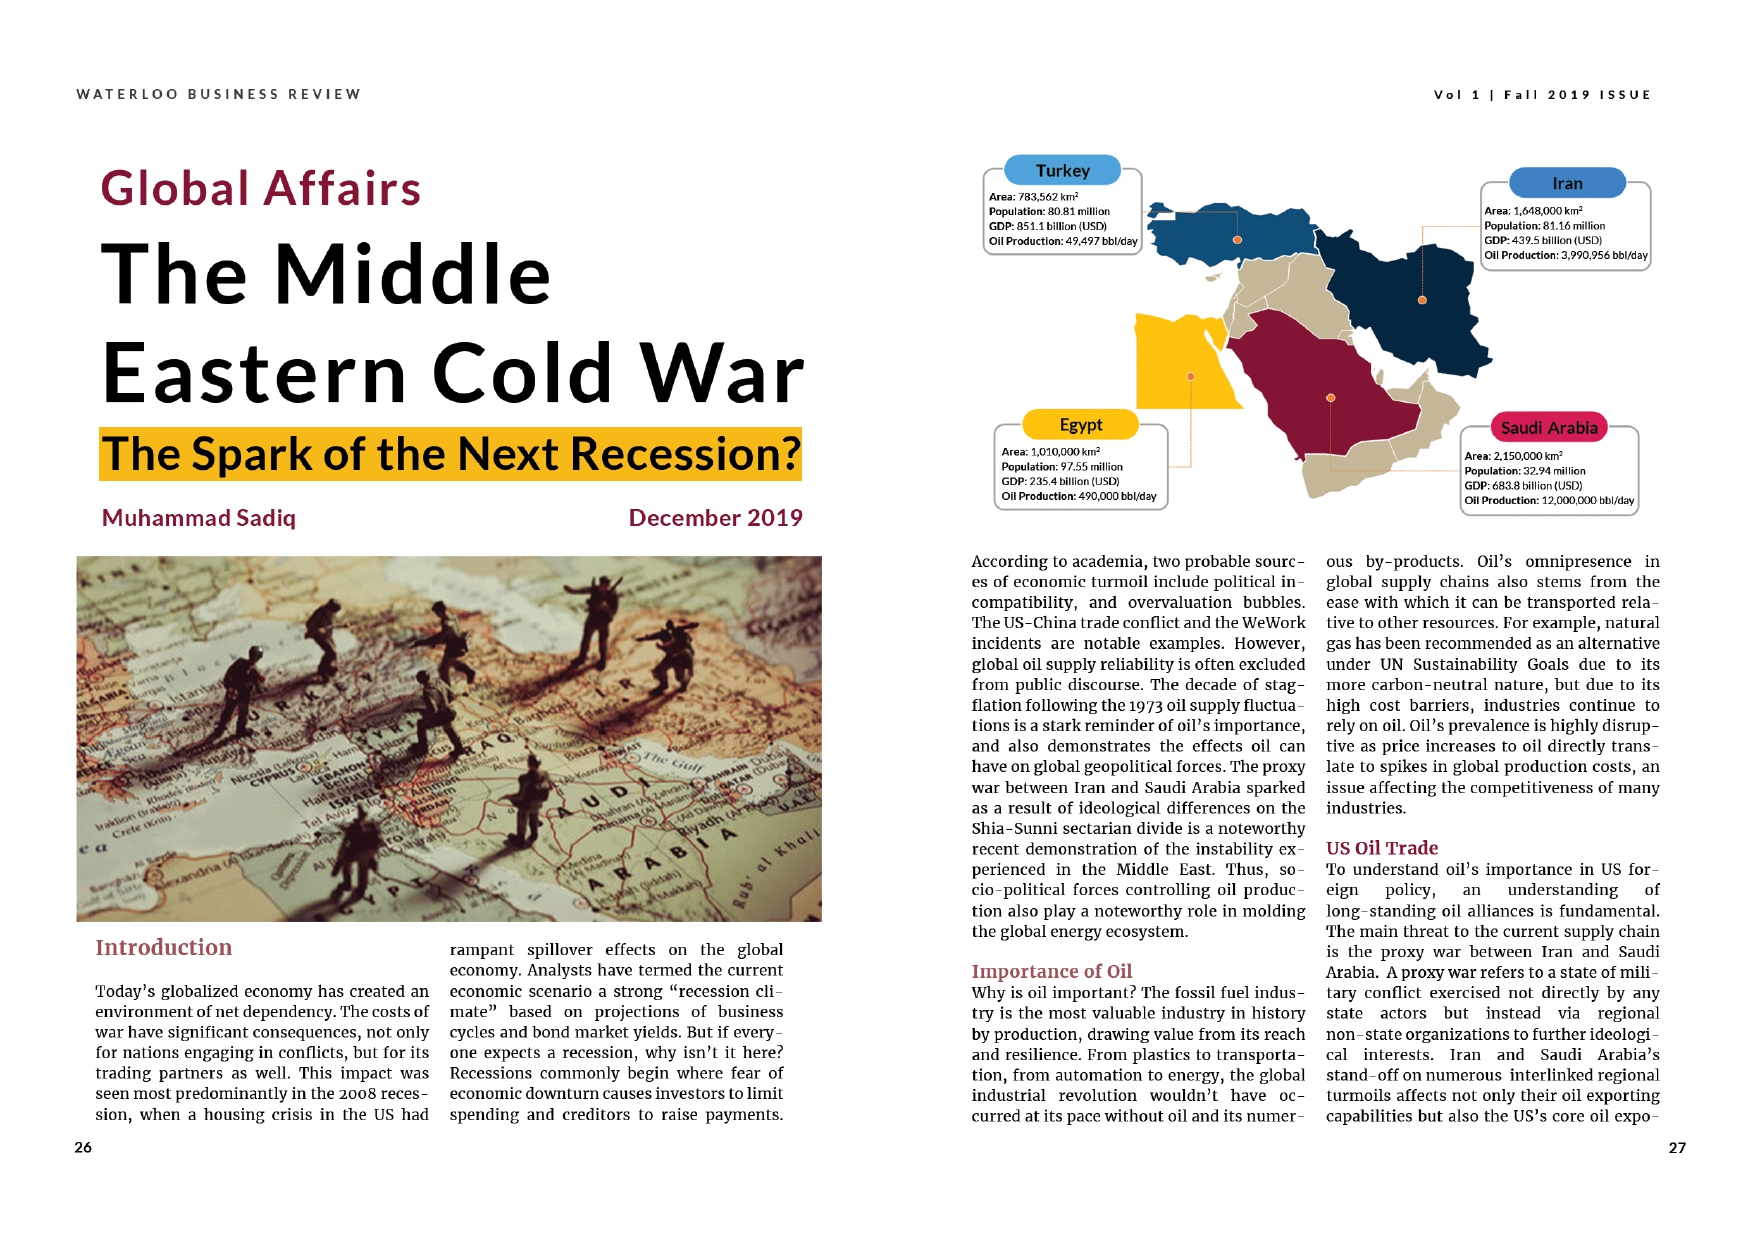 WATERLOO BUSINESS REVIEW
Global Affairs
The Middle
Eastern Cold War
The Spark of the Next Recession?
Muhammad Sadiq
December 2019
Nicosia
CYPRUS
LEBANON
ISRAEL
Tel Aviv
IRAQ
Baghdad
KUWAIT
The Gulf
BAHRAIN
QATAR
U.A.E.
SAUDI
ARABIA
Riyadh
Rub' al Khali
Medina
Crete
Introduction
Today's globalized economy has created an
environment of net dependency. The costs of
war have significant consequences, not only
for nations engaging in conflicts, but for its
trading partners as well. This impact was
seen most predominantly in the 2008 reces-
sion, when a housing crisis in the US had
rampant spillover effects on the global
economy. Analysts have termed the current
economic scenario a strong “recession cli-
mate” based on projections of business
cycles and bond market yields. But if every-
one expects a recession, why isn't it here?
Recessions commonly begin where fear of
economic downturn causes investors to limit
spending and creditors to raise payments.
26
Vol 1 | Fall 2019 ISSUE
Turkey
Area: 783,562 km²
Population: 80.81 million
GDP: 851.1 billion (USD)
Oil Production: 49,497 bbl/day
Iran
Area: 1,648,000 km²
Population: 81.16 million
GDP: 439.5 billion (USD)
Oil Production: 3,990,956 bbl/day
Egypt
Area: 1,010,000 km²
Population: 97.55 million
GDP: 235.4 billion (USD)
Oil Production: 490,000 bbl/day
Saudi Arabia
Area: 2,150,000 km²
Population: 32.94 million
GDP: 683.8 billion (USD)
Oil Production: 12,000,000 bbl/day
According to academia, two probable sourc-
es of economic turmoil include political in-
compatibility, and overvaluation bubbles.
The US-China trade conflict and the WeWork
incidents are notable examples. However,
global oil supply reliability is often excluded
from public discourse. The decade of stag-
flation following the 1973 oil supply fluctua-
tions is a stark reminder of oil's importance,
and also demonstrates the effects oil can
have on global geopolitical forces. The proxy
war between Iran and Saudi Arabia sparked
as a result of ideological differences on the
Shia-Sunni sectarian divide is a noteworthy
recent demonstration of the instability ex-
perienced in the Middle East. Thus, so-
cio-political forces controlling oil produc-
tion also play a noteworthy role in molding
the global energy ecosystem.
Importance of Oil
Why is oil important? The fossil fuel indus-
try is the most valuable industry in history
by production, drawing value from its reach
and resilience. From plastics to transporta-
tion, from automation to energy, the global
industrial revolution wouldn't have oc-
curred at its pace without oil and its numer-
ous by-products. Oil's omnipresence in
global supply chains also stems from the
ease with which it can be transported rela-
tive to other resources. For example, natural
gas has been recommended as an alternative
under UN Sustainability Goals due to its
more carbon-neutral nature, but due to its
high cost barriers, industries continue to
rely on oil. Oil's prevalence is highly disrup-
tive as price increases to oil directly trans-
late to spikes in global production costs, an
issue affecting the competitiveness of many
industries.
US Oil Trade
To understand oil's importance in US for-
eign policy, an understanding of
long-standing oil alliances is fundamental.
The main threat to the current supply chain
is the proxy war between Iran and Saudi
Arabia. A proxy war refers to a state of mili-
tary conflict exercised not directly by any
state actors but instead via regional
non-state organizations to further ideologi-
cal interests. Iran and Saudi Arabia's
stand-off on numerous interlinked regional
turmoils affects not only their oil exporting
capabilities but also the US's core oil expo-
27